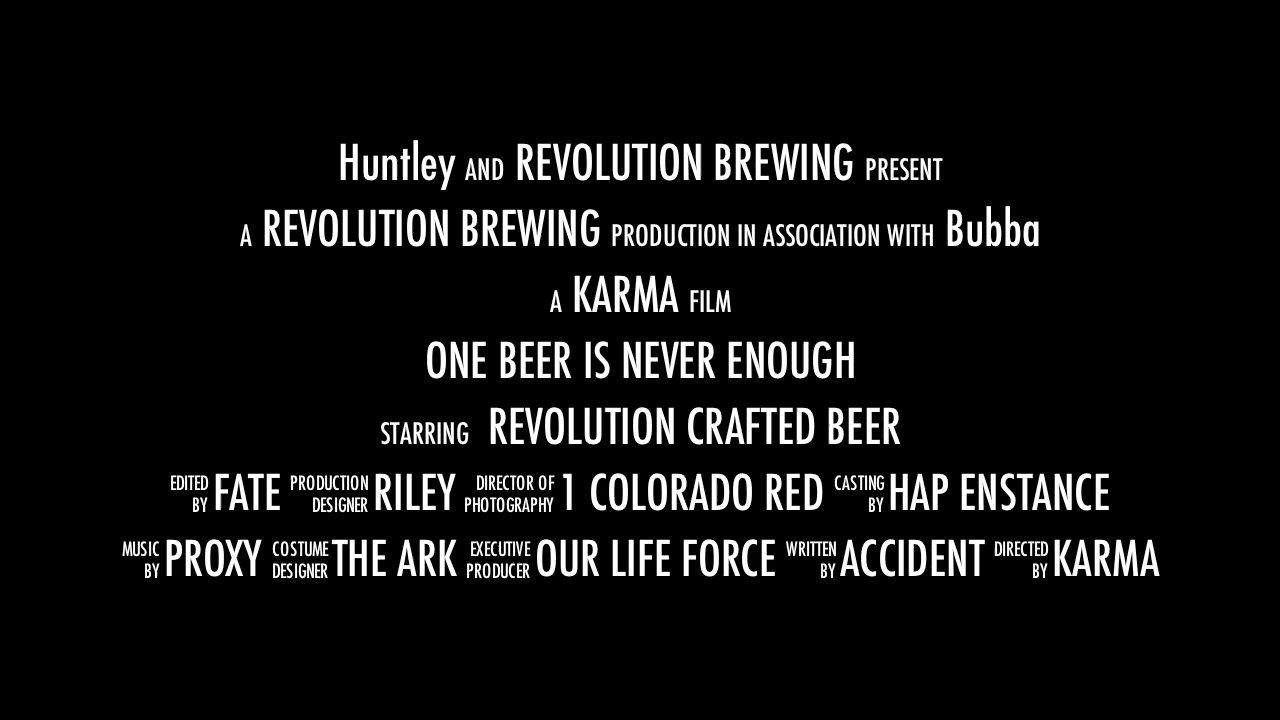 Huntley AND REVOLUTION BREWING PRESENT
A REVOLUTION BREWING PRODUCTION IN ASSOCIATION WITH Bubba
A KARMA FILM
ONE BEER IS NEVER ENOUGH
STARRING REVOLUTION CRAFTED BEER
EDITED BY FATE PRODUCTION DESIGNER RILEY DIRECTOR OF PHOTOGRAPHY 1 COLORADO RED CASTING BY HAP ENSTANCE
MUSIC BY PROXY COSTUME DESIGNER THE ARK EXECUTIVE PRODUCER OUR LIFE FORCE WRITTEN BY ACCIDENT DIRECTED BY KARMA